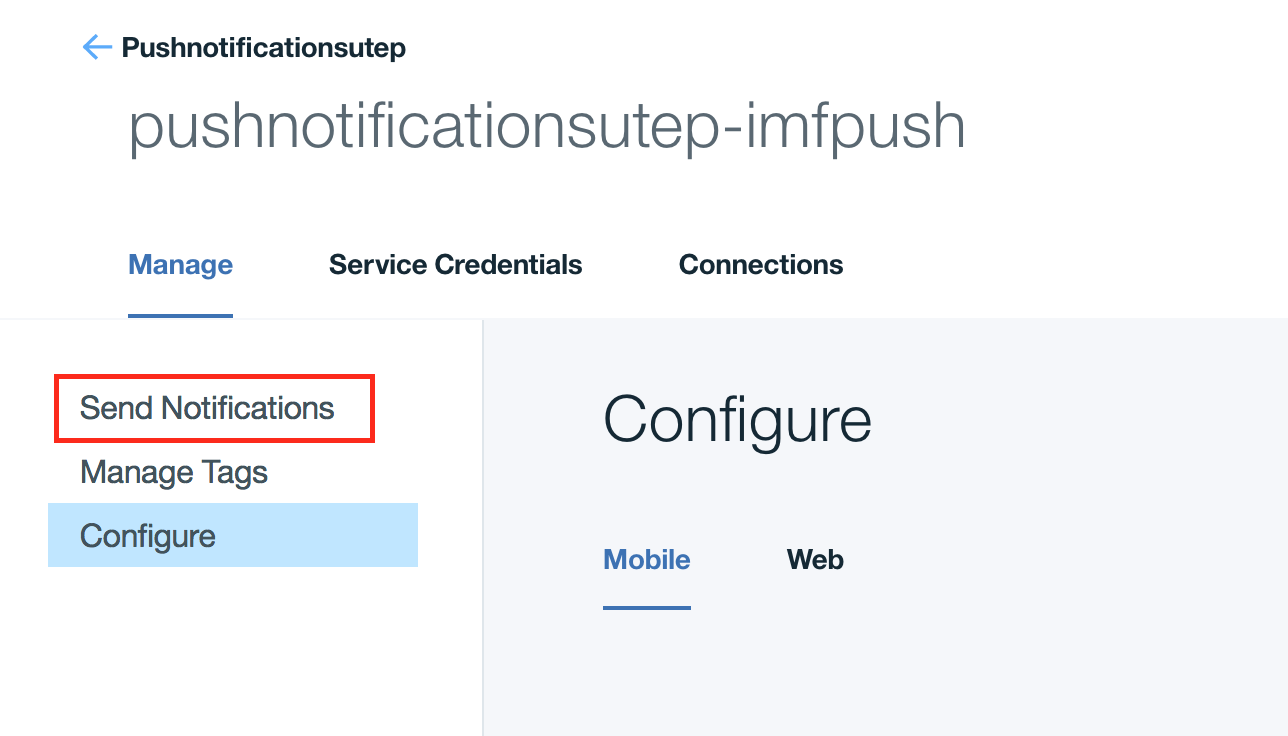 Pushnotificationsutep
pushnotificationsutep-imfpush
Manage Service Credentials Connections
Send Notifications
Manage Tags
Configure
Configure
Mobile Web